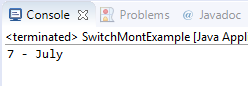 Console Problems @ Javadoc
<terminated> SwitchMontExample [Java Appl
7 - July